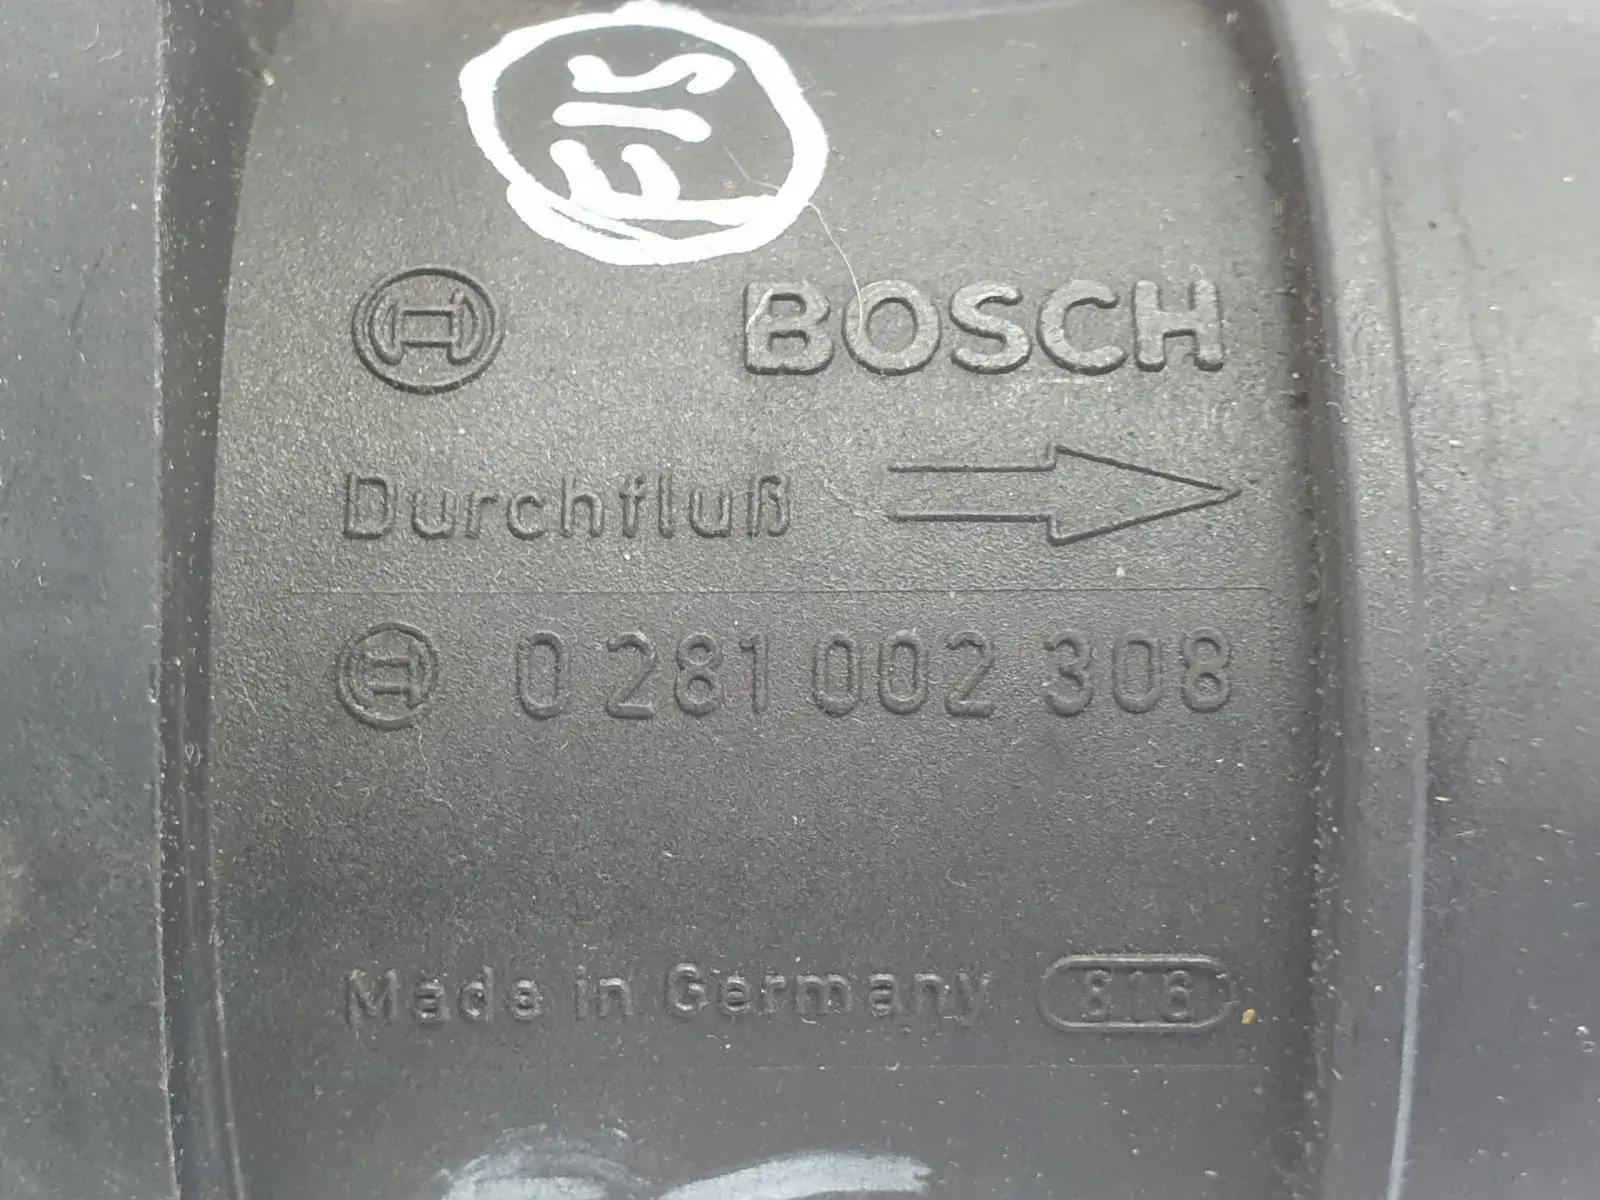 BOSCH
Durchfluß
0 281 002 308
Made in Germany 816